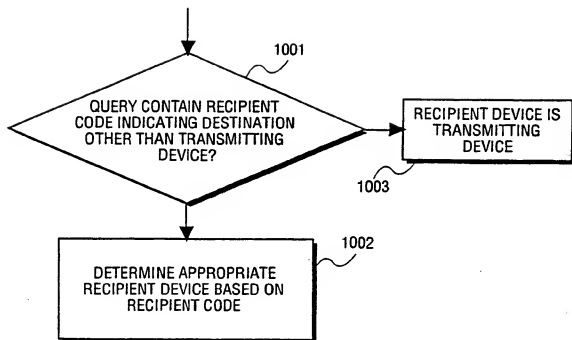 1001
QUERY CONTAIN RECIPIENT
CODE INDICATING DESTINATION
OTHER THAN TRANSMITTING
DEVICE?
RECIPIENT DEVICE IS
TRANSMITTING
DEVICE
1003
1002
DETERMINE APPROPRIATE
RECIPIENT DEVICE BASED ON
RECIPIENT CODE